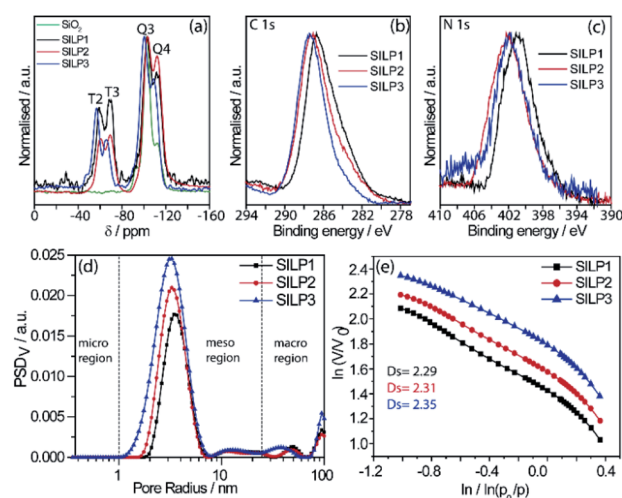 (a)
SiO2
SILP1
SILP2
SILP3
Q3
Q4
T2
T3
Normalised / a.u.
0 -40 -80 -120 -160
δ / ppm
C 1s
(b)
SILP1
SILP2
SILP3
Normalised / a.u.
294 290 286 282 278
Binding energy / eV
N 1s
(c)
SILP1
SILP2
SILP3
Normalised / a.u.
410 406 402 398 394 390
Binding energy / eV
(d)
SILP1
SILP2
SILP3
micro region
meso region
macro region
0.025
0.020
0.015
0.010
0.005
0.000
PSDV / a.u.
1 10 100
Pore Radius / nm
(e)
SILP1
SILP2
SILP3
Ds= 2.29
Ds= 2.31
Ds= 2.35
2.4
2.2
2.0
1.8
1.6
1.4
1.2
1.0
-1.2 -0.8 -0.4 0.0 0.4
ln / ln(p0/p)